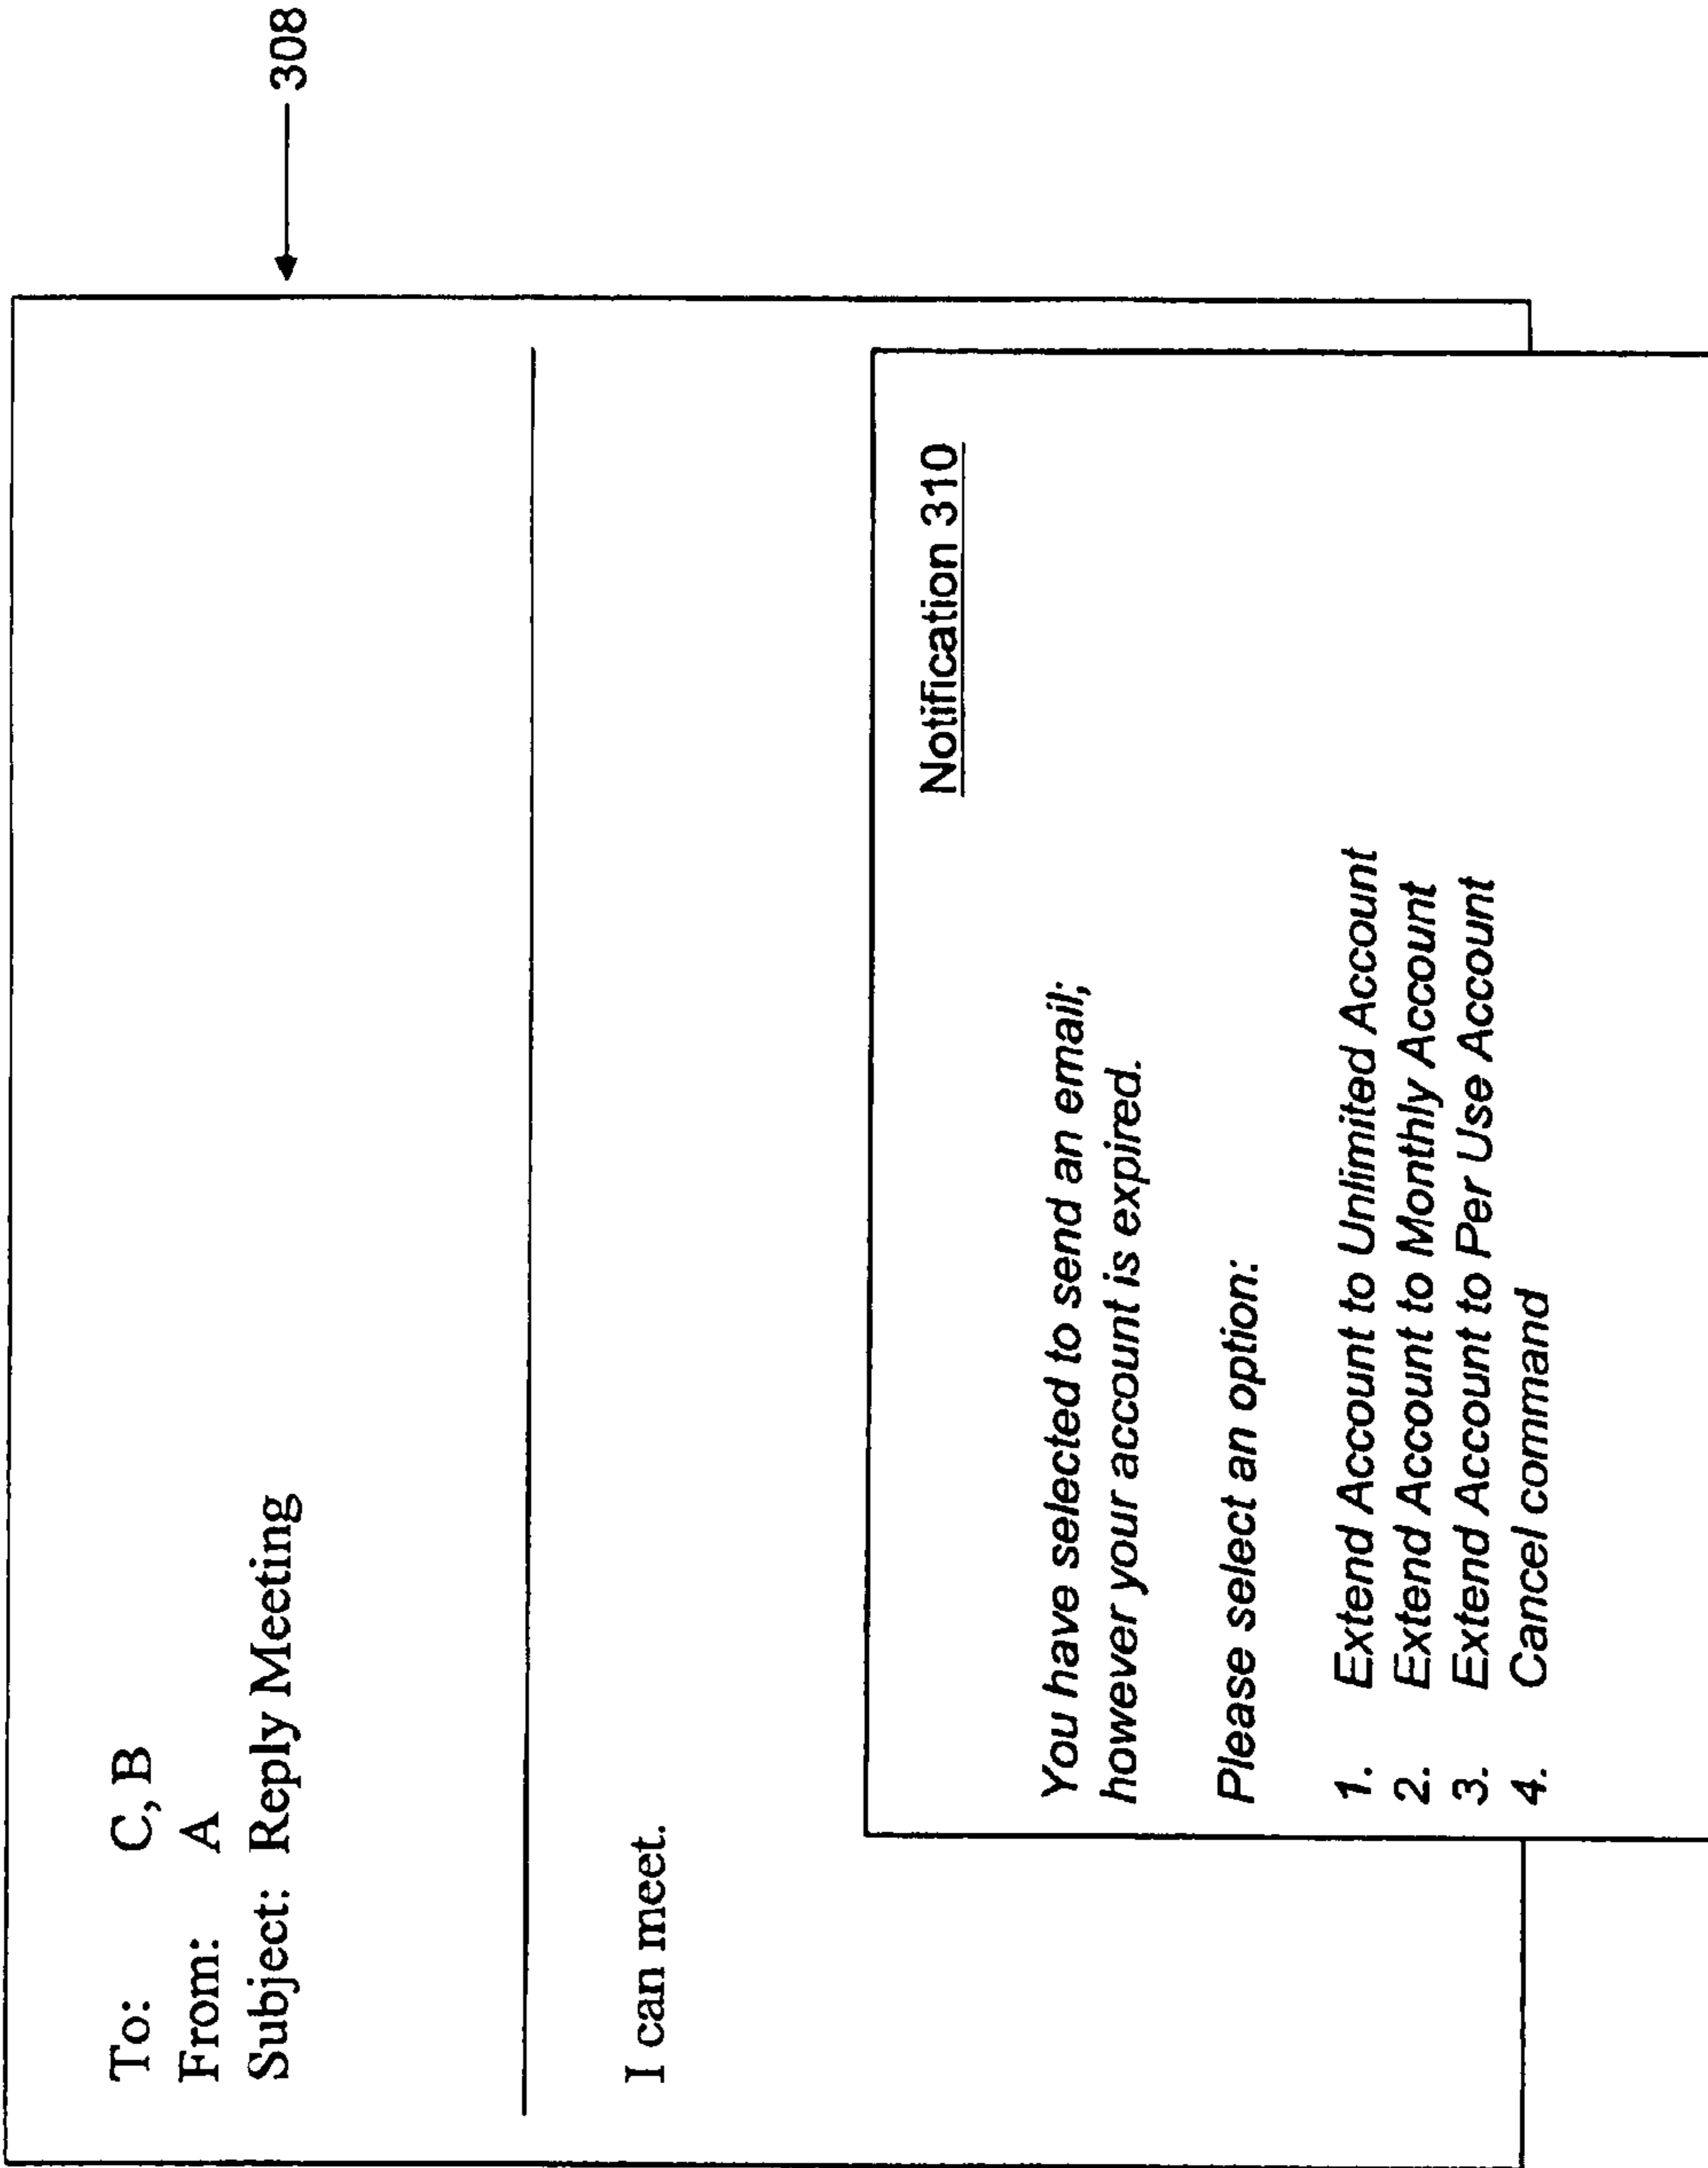 308
To: C, B
From: A
Subject: Reply Meeting
I can meet.
Notification 310
You have selected to send an email;
however your account is expired.
Please select an option:
1. Extend Account to Unlimited Account
2. Extend Account to Monthly Account
3. Extend Account to Per Use Account
4. Cancel command